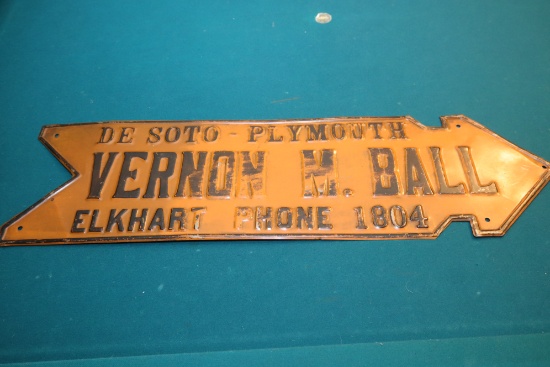 DE SOTO - PLYMOUTH
VERNON M. BALL
ELKHART PHONE 1804